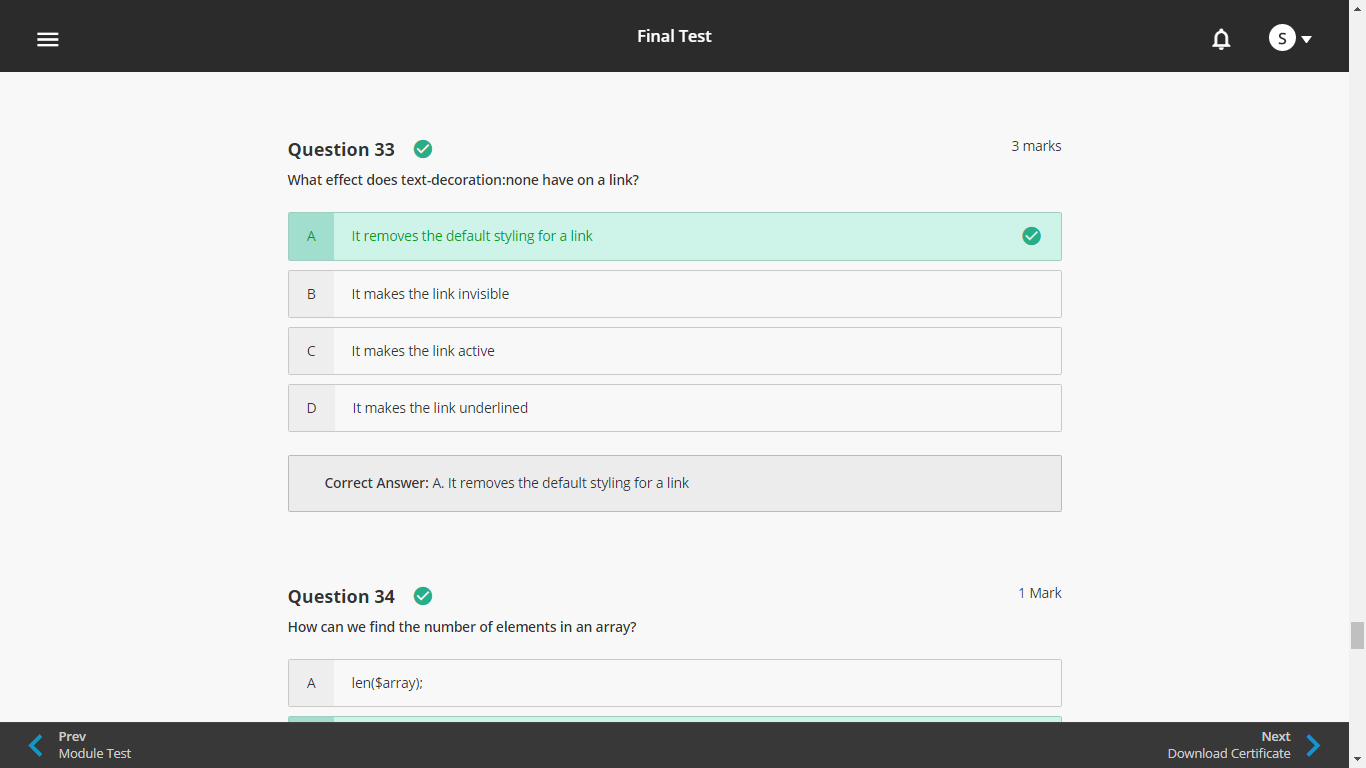 Final Test
S
Question 33
3 marks
What effect does text-decoration:none have on a link?
A
It removes the default styling for a link
B
It makes the link invisible
C
It makes the link active
D
It makes the link underlined
Correct Answer: A. It removes the default styling for a link
Question 34
1 Mark
How can we find the number of elements in an array?
A
len($array);
Prev
Module Test
Next
Download Certificate